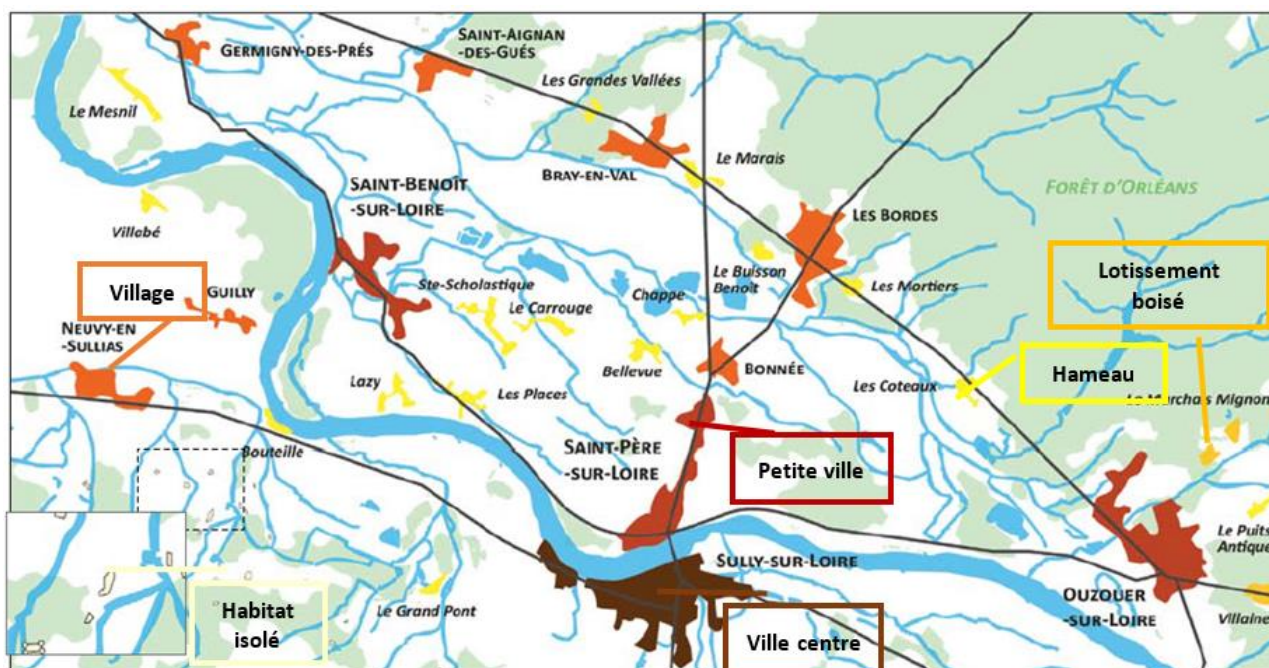 GERMIGNY-DES-PRÉS
SAINT-AIGNAN
-DES-GUÉS
Les Grandes Vallées
Le Mesnil
Le Marais
BRAY-EN-VAL
SAINT-BENOÎT
-SUR-LOIRE
FORÊT D'ORLÉANS
LES BORDES
Villabé
Village
GUILLY
Ste-Scholastique
Le Carrouge
Chappe
Le Buisson
Benoît
Les Mortiers
Lotissement
boisé
NEUVY-EN
-SULLIAS
Lazy
Les Places
Bellevue
BONNÉE
Les Coteaux
Hameau
Le Marchais Mignon
Bouteille
SAINT-PÈRE
-SUR-LOIRE
Petite ville
Le Puits
Antique
SULLY-SUR-LOIRE
Habitat
isolé
Le Grand Pont
Ville centre
OUZOUER
-SUR-LOIRE
Villaine